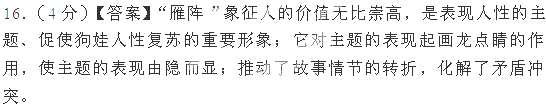 16.（4 分）【答案】“雁阵 ”象征人的价值无比崇高，是表现人性的主
题、促使狗娃人性复苏的重要形象；它对主题的表现起画龙点睛的作
用，使主题的表现由隐而显；推动了故事情节的转折，化解了矛盾冲
突。